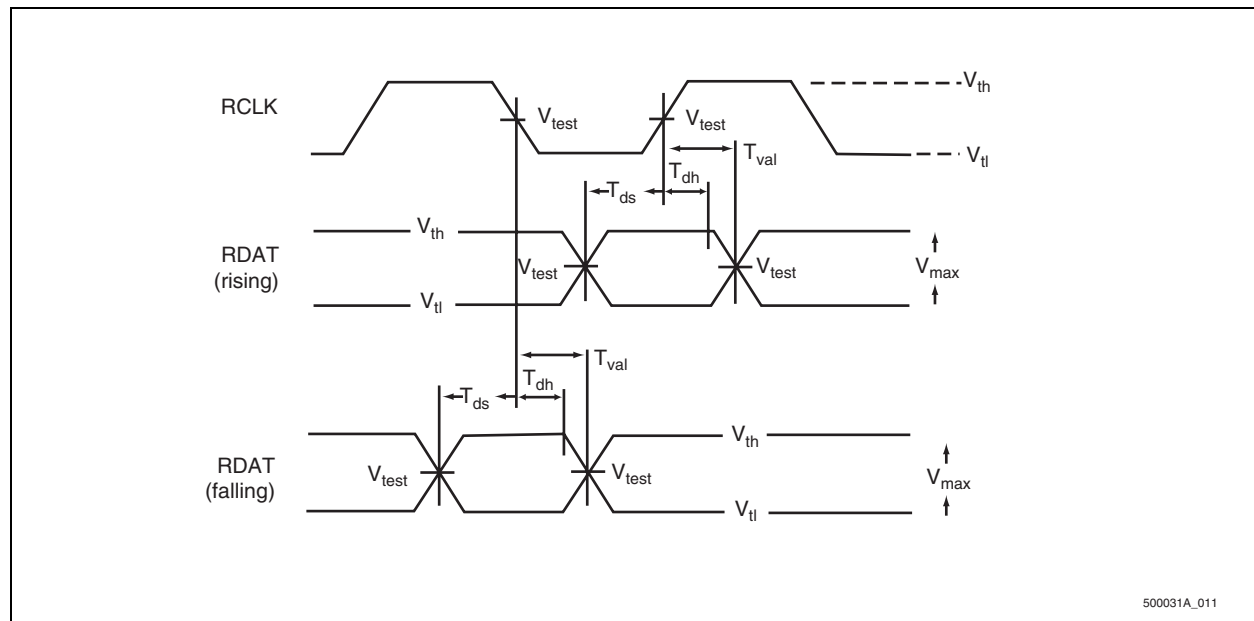 V_th
RCLK
V_test V_test
V_tl
T_val
T_dh
T_ds
V_th
RDAT
(rising)
V_test V_test
V_max
V_tl
T_val
T_dh
T_ds
V_th
RDAT
(falling)
V_test V_test
V_max
V_tl
500031A_011